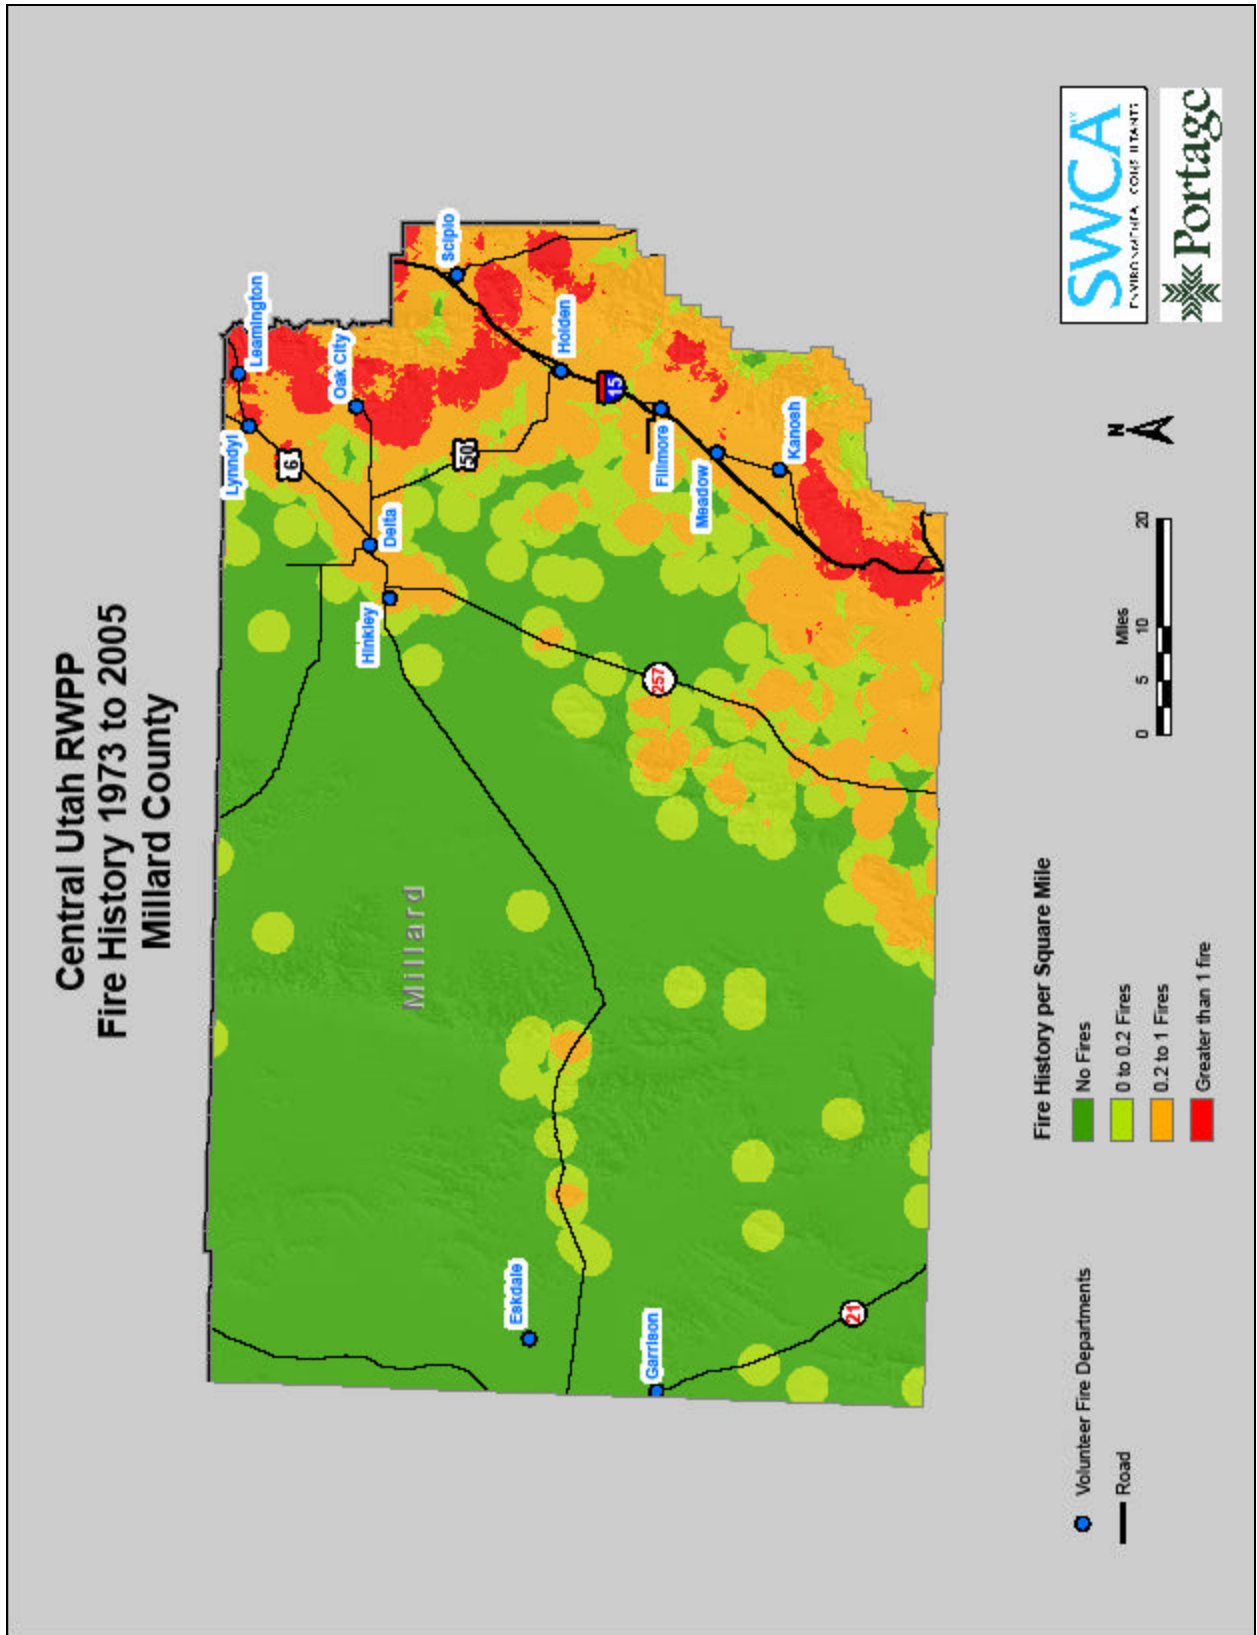 Central Utah RWPP
Fire History 1973 to 2005
Millard County
Leamington
Lynndyl
6
Oak City
Scipio
Delta
50
Hinkley
Holden
15
Fillmore
Meadow
Kanosh
257
Millard
Eskdale
Garrison
21
Volunteer Fire Departments
Road
Fire History per Square Mile
No Fires
0 to 0.2 Fires
0.2 to 1 Fires
Greater than 1 fire
Miles
0 5 10 20
N
SWCA
ENVIRONMENTAL CONSULTANTS
Portage